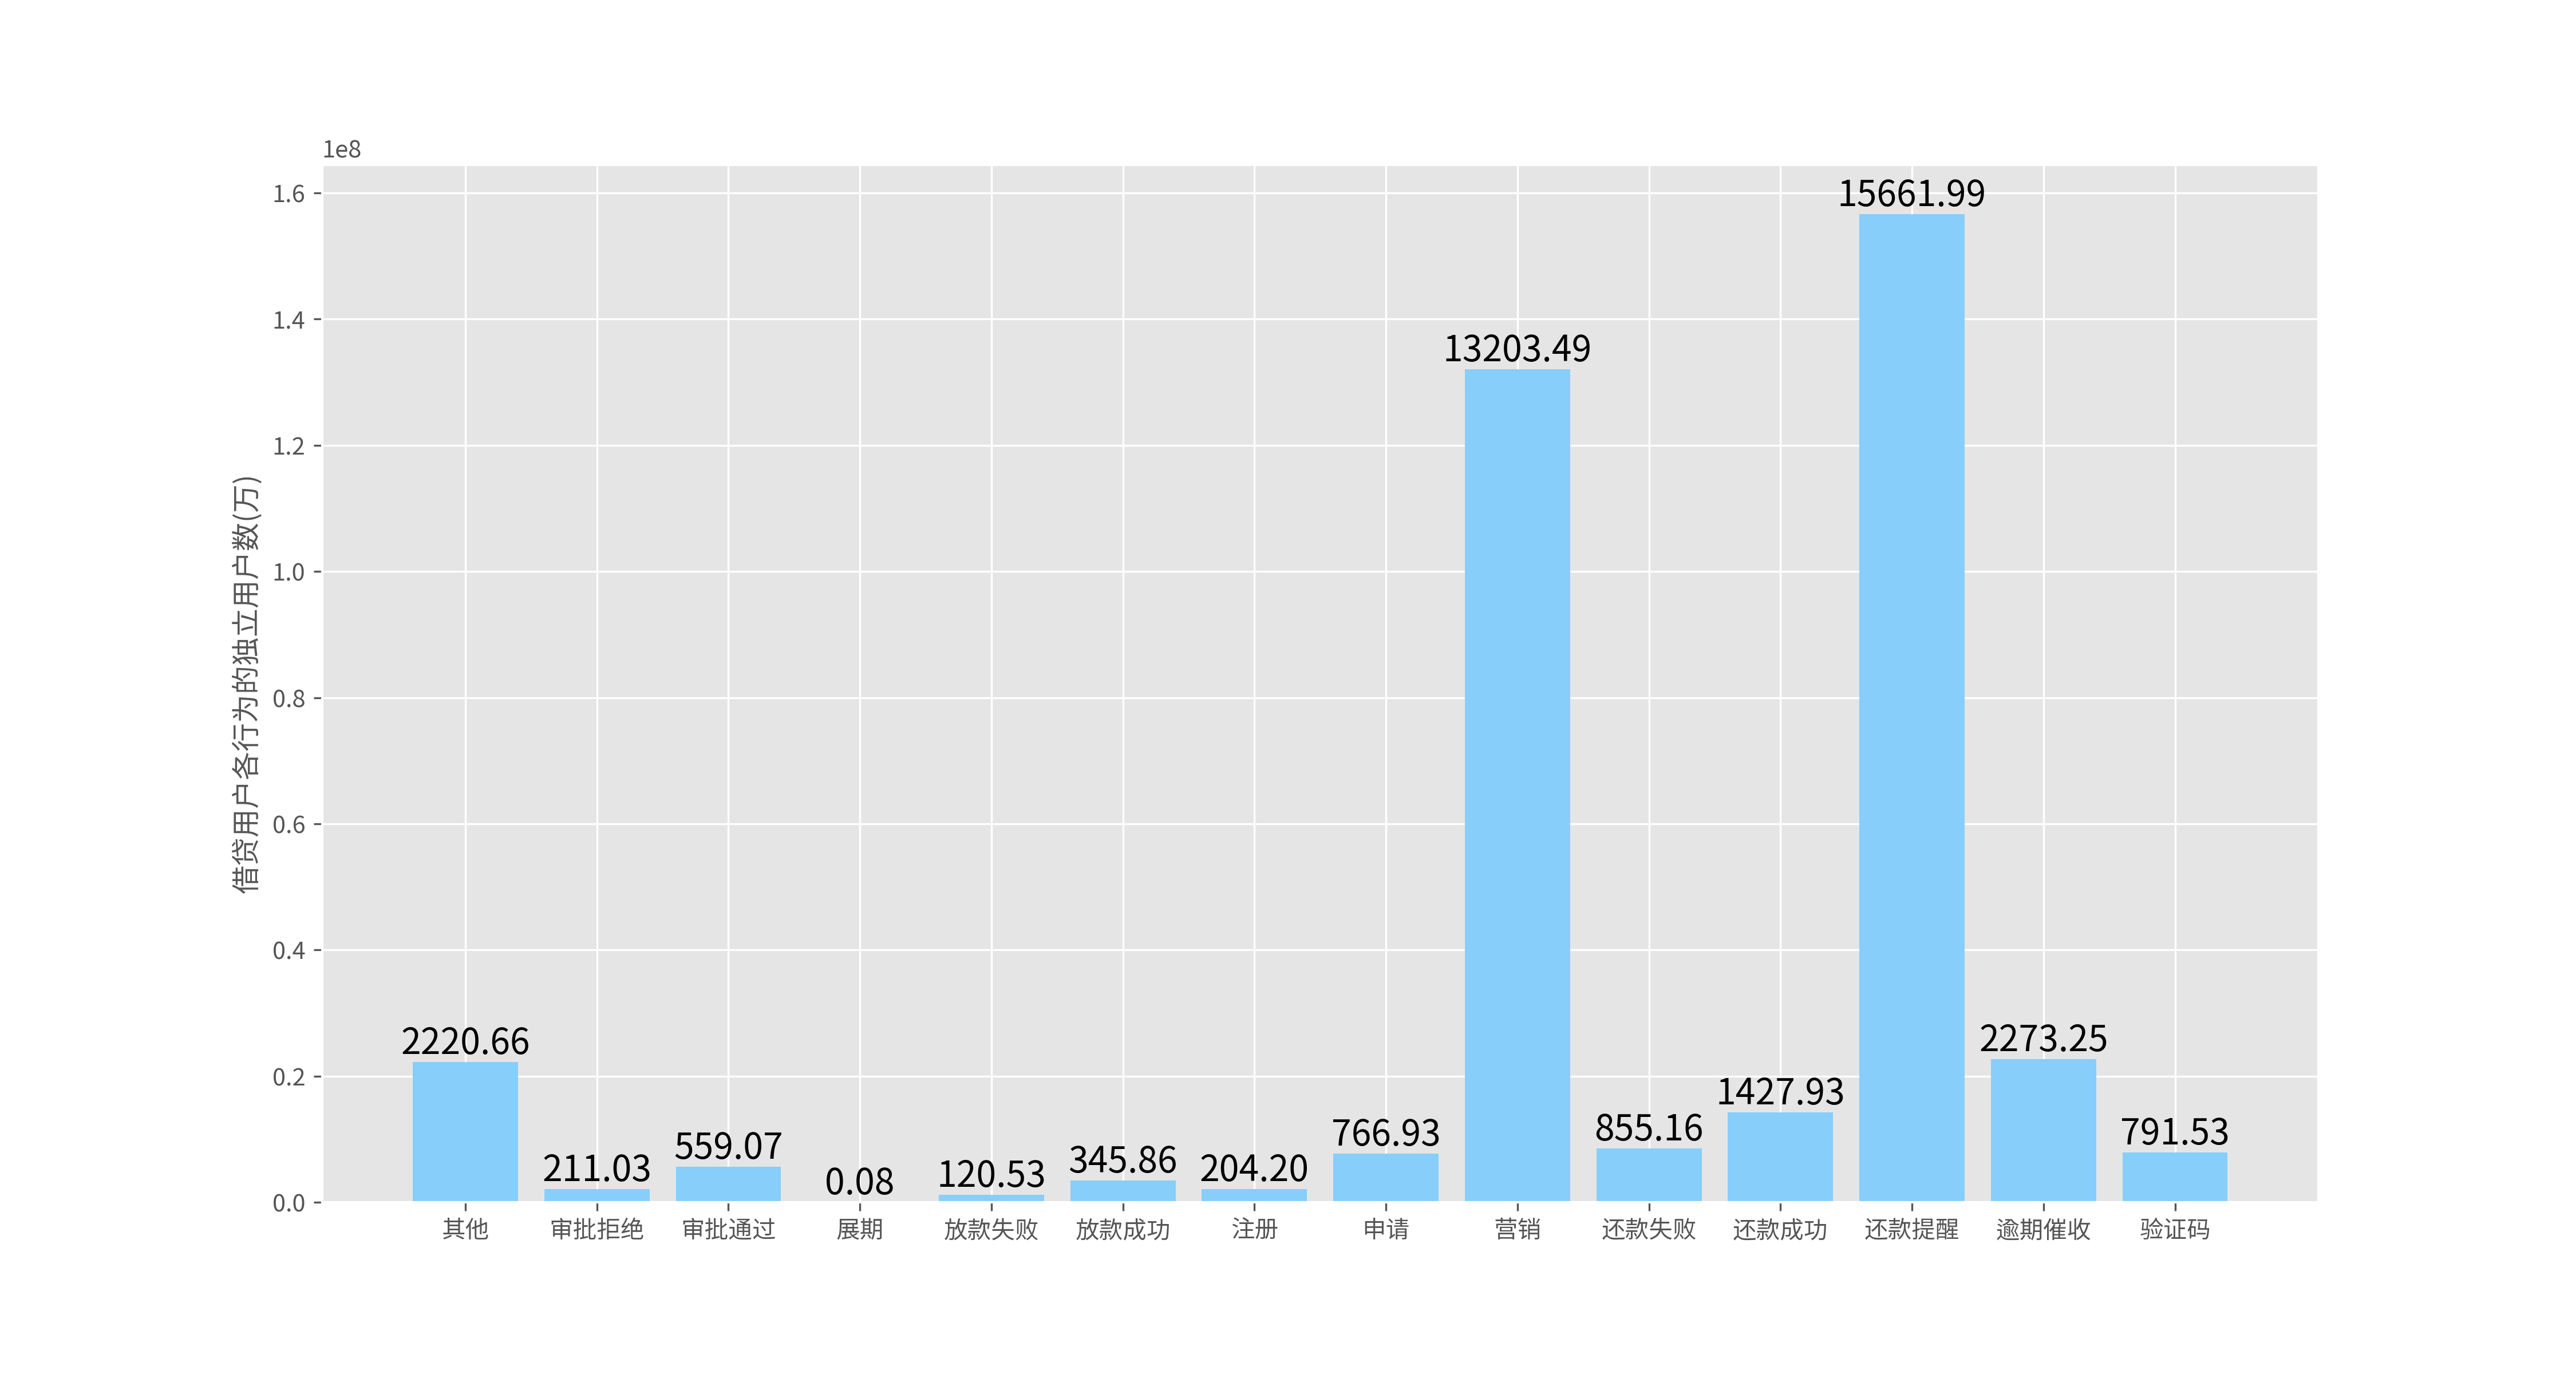 1e8
1.6
1.4
1.2
1.0
0.8
0.6
0.4
0.2
0.0
借贷用户各行为的独立用户数(万)
2220.66
211.03
559.07
0.08
120.53
345.86
204.20
766.93
13203.49
855.16
1427.93
15661.99
2273.25
791.53
其他
审批拒绝
审批通过
展期
放款失败
放款成功
注册
申请
营销
还款失败
还款成功
还款提醒
逾期催收
验证码